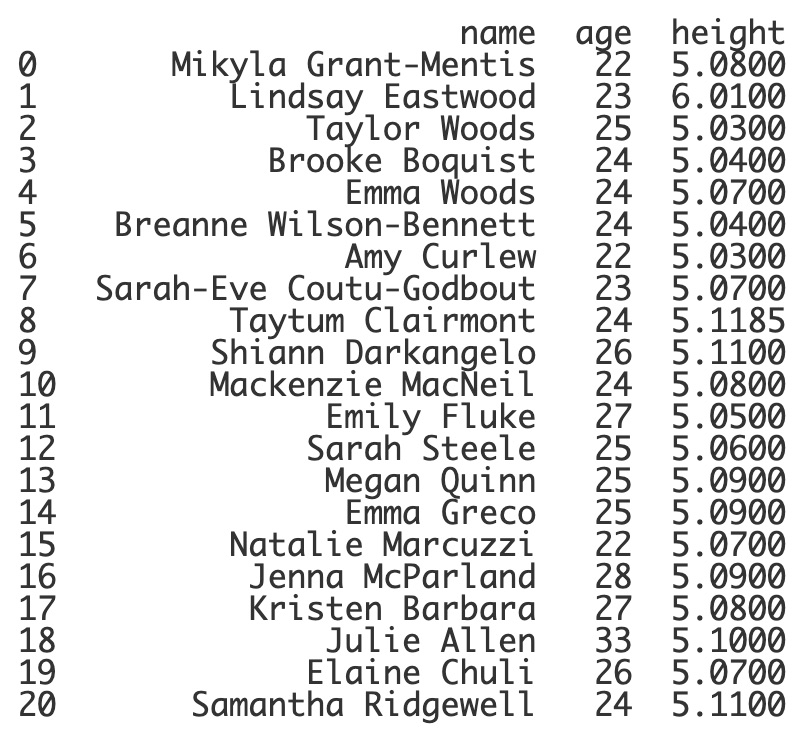 name age height
0 Mikyla Grant-Mentis 22 5.0800
1 Lindsay Eastwood 23 6.0100
2 Taylor Woods 25 5.0300
3 Brooke Boquist 24 5.0400
4 Emma Woods 24 5.0700
5 Breanne Wilson-Bennett 24 5.0400
6 Amy Curlew 22 5.0300
7 Sarah-Eve Coutu-Godbout 23 5.0700
8 Taytum Clairmont 24 5.1185
9 Shiann Darkangelo 26 5.1100
10 Mackenzie MacNeil 24 5.0800
11 Emily Fluke 27 5.0500
12 Sarah Steele 25 5.0600
13 Megan Quinn 25 5.0900
14 Emma Greco 25 5.0900
15 Natalie Marcuzzi 22 5.0700
16 Jenna McParland 28 5.0900
17 Kristen Barbara 27 5.0800
18 Julie Allen 33 5.1000
19 Elaine Chuli 26 5.0700
20 Samantha Ridgewell 24 5.1100